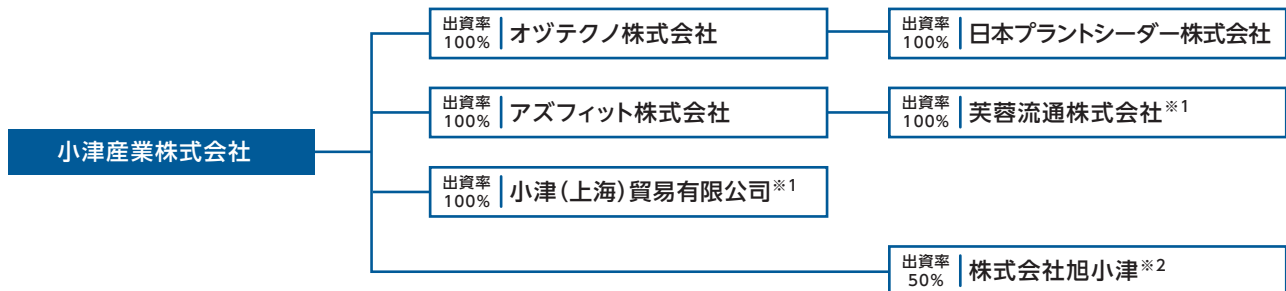 出資率
100%
オヅテクノ株式会社
出資率
100%
日本プラントシーダー株式会社
出資率
100%
アズフィット株式会社
出資率
100%
芙蓉流通株式会社※1
小津産業株式会社
出資率
100%
小津(上海)貿易有限公司※1
出資率
50%
株式会社旭小津※2